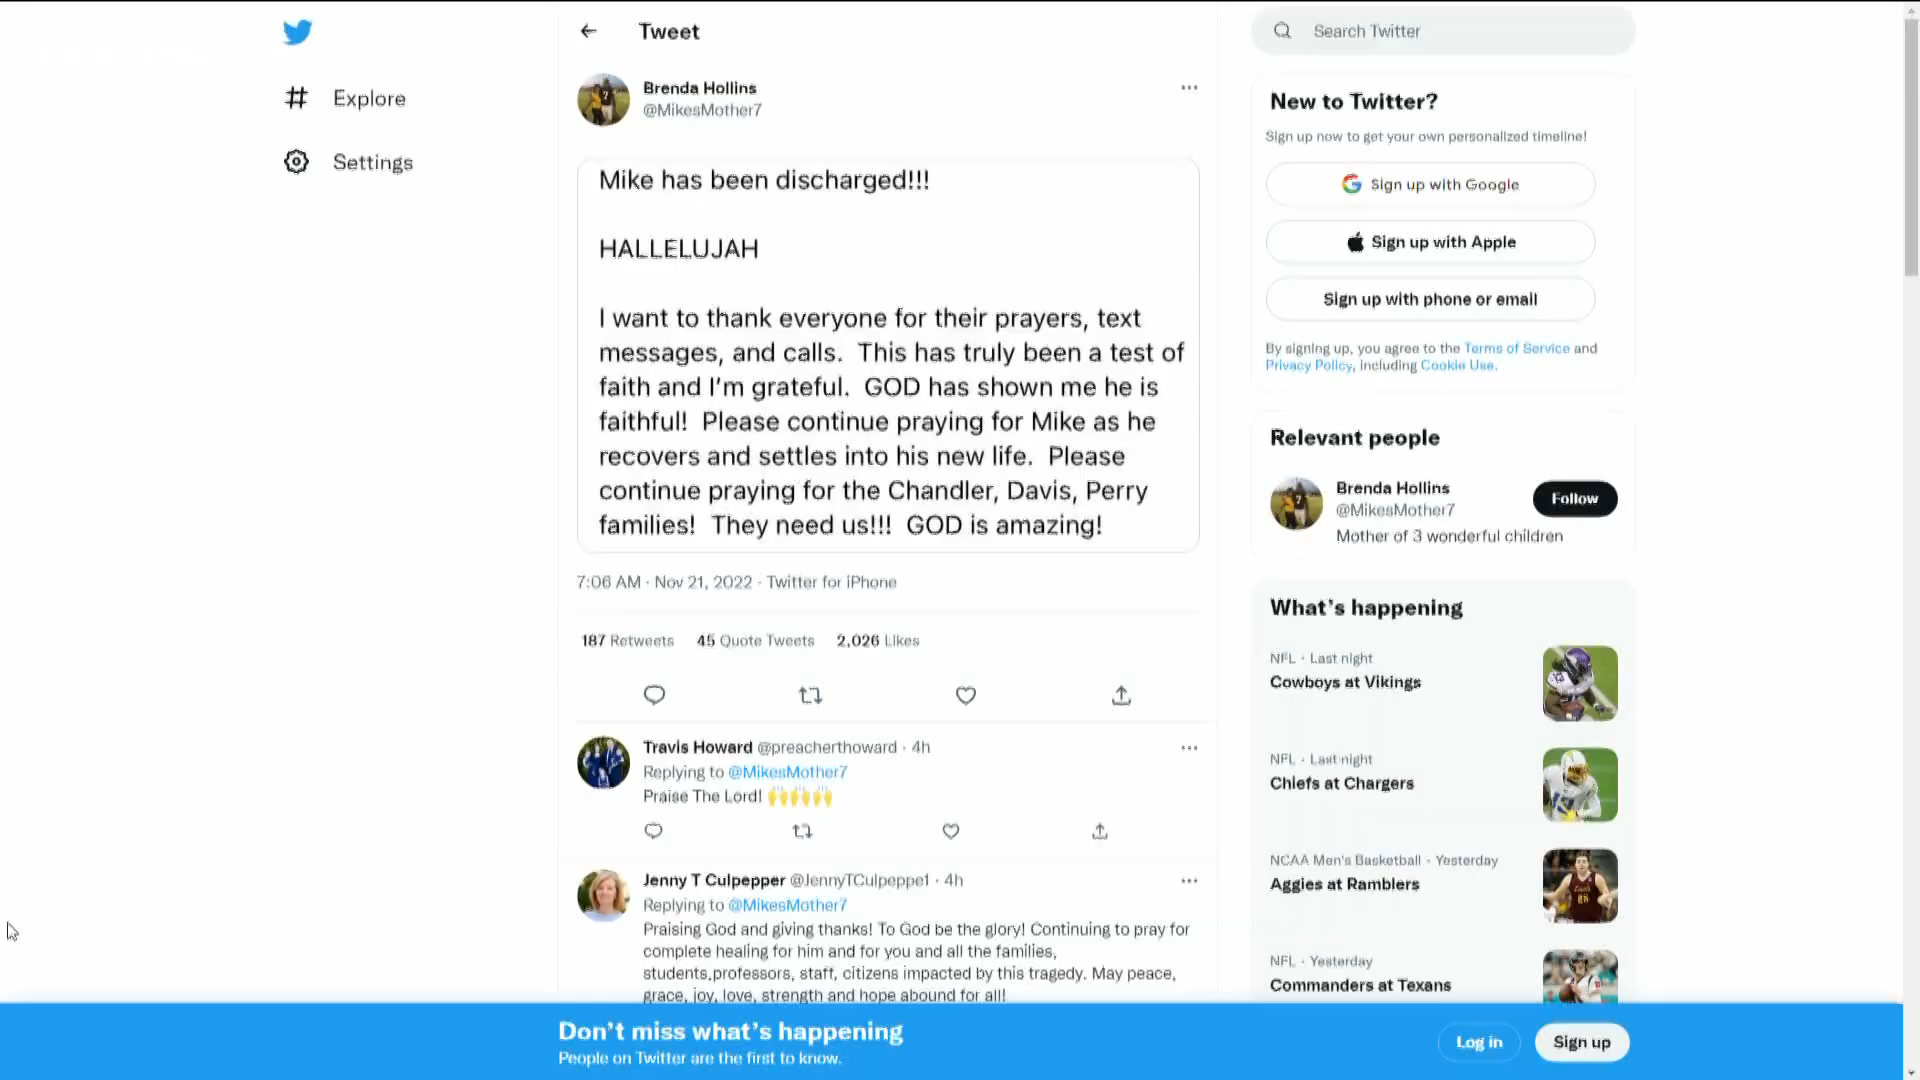 Tweet
Search Twitter
Explore
Settings
Brenda Hollins
@MikesMother7
Mike has been discharged!!!
HALLELUJAH
I want to thank everyone for their prayers, text
messages, and calls.  This has truly been a test of
faith and I'm grateful.  GOD has shown me he is
faithful!  Please continue praying for Mike as he
recovers and settles into his new life.  Please
continue praying for the Chandler, Davis, Perry
families!  They need us!!!  GOD is amazing!
7:06 AM · Nov 21, 2022 · Twitter for iPhone
187 Retweets 45 Quote Tweets 2,026 Likes
Travis Howard @preacherthoward · 4h
Replying to @MikesMother7
Praise The Lord! 🙌🙌🙌
Jenny T Culpepper @JennyTCulpeppe1 · 4h
Replying to @MikesMother7
Praising God and giving thanks! To God be the glory! Continuing to pray for
complete healing for him and for you and all the families,
students,professors, staff, citizens impacted by this tragedy. May peace,
grace, joy, love, strength and hope abound for all!
New to Twitter?
Sign up now to get your own personalized timeline!
Sign up with Google
Sign up with Apple
Sign up with phone or email
By signing up, you agree to the Terms of Service and
Privacy Policy, including Cookie Use.
Relevant people
Brenda Hollins
@MikesMother7
Follow
Mother of 3 wonderful children
What's happening
NFL · Last night
Cowboys at Vikings
NFL · Last night
Chiefs at Chargers
NCAA Men's Basketball · Yesterday
Aggies at Ramblers
NFL · Yesterday
Commanders at Texans
Don't miss what's happening
People on Twitter are the first to know.
Log in
Sign up